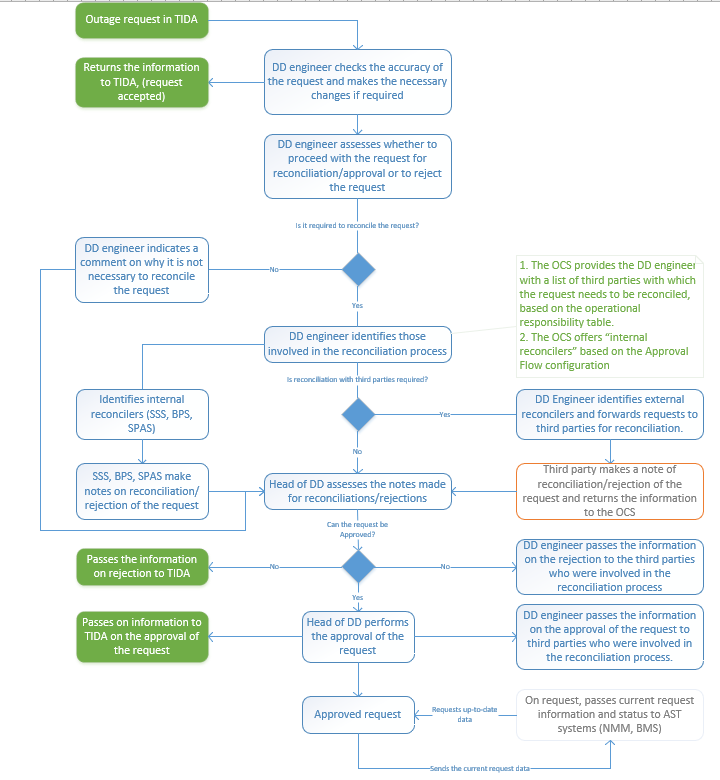 Outage request in TIDA
Returns the information
to TIDA, (request
accepted)
DD engineer checks the accuracy of
the request and makes the necessary
changes if required
DD engineer assesses whether to
proceed with the request for
reconciliation/approval or to reject
the request
Is it required to reconcile the request?
DD engineer indicates a
comment on why it is not
necessary to reconcile
the request
No
Yes
1. The OCS provides the DD engineer
with a list of third parties with which
the request needs to be reconciled,
based on the operational
responsibility table.
2. The OCS offers “internal
reconcilers” based on the Approval
Flow configuration
DD engineer identifies those
involved in the reconciliation process
Is reconciliation with third parties required?
Identifies internal
reconcilers (SSS, BPS,
SPAS)
Yes
DD Engineer identifies external
reconcilers and forwards requests to
third parties for reconciliation.
No
SSS, BPS, SPAS make
notes on reconciliation/
rejection of the request
Head of DD assesses the notes made
for reconciliations/rejections
Third party makes a note of
reconciliation/rejection of the
request and returns the information
to the OCS
Can the request be
Approved?
Passes the information
on rejection to TIDA
No
No
DD engineer passes the information
on the rejection to the third parties
who were involved in the
reconciliation process
Yes
Passes on information to
TIDA on the approval of
the request
Head of DD performs
the approval of the
request
DD engineer passes the information
on the approval of the request to
third parties who were involved in
the reconciliation process.
Approved request
Requests up-to-date
data
On request, passes current request
information and status to AST
systems (NMM, BMS)
Sends the current request data